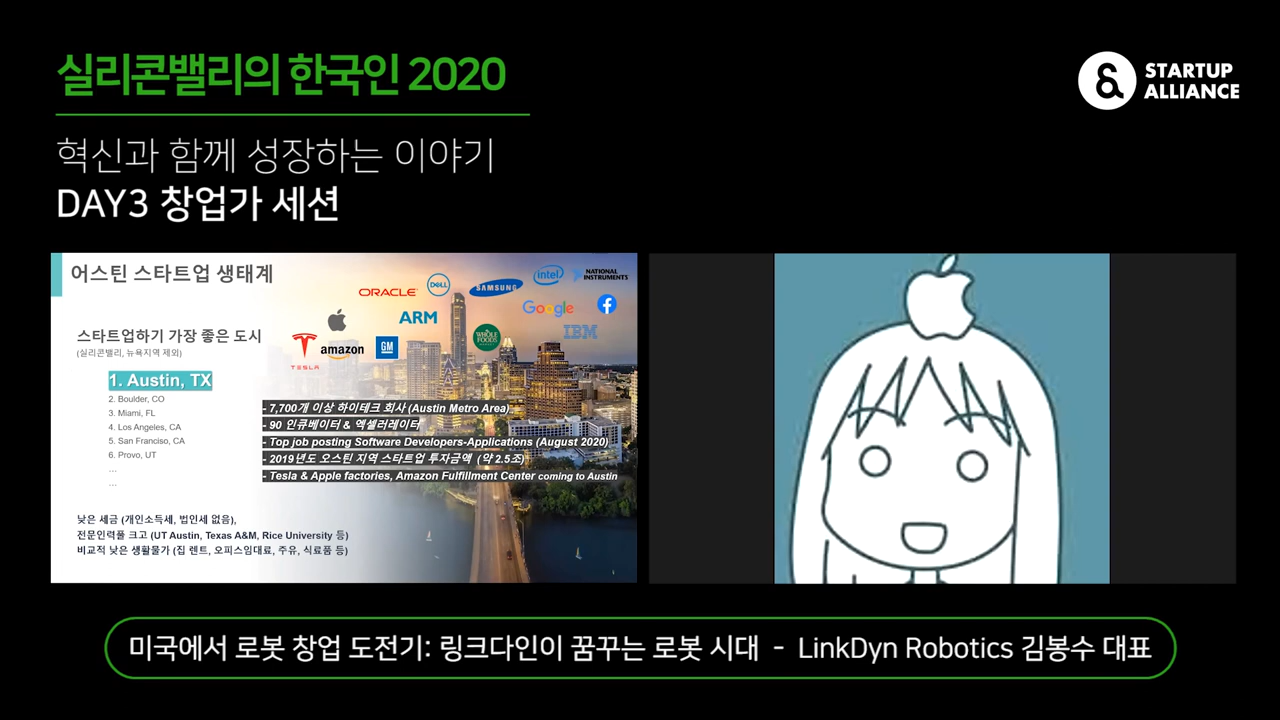 실리콘밸리의 한국인 2020
STARTUP
ALLIANCE
혁신과 함께 성장하는 이야기
DAY3 창업가 세션
어스틴 스타트업 생태계
ORACLE
DELL
SAMSUNG
intel
NATIONAL
INSTRUMENTS
ARM
Google
IBM
TESLA
amazon
GM
WHOLE
FOODS
스타트업하기 가장 좋은 도시
(실리콘밸리, 뉴욕지역 제외)
1. Austin, TX
2. Boulder, CO
3. Miami, FL
4. Los Angeles, CA
5. San Franciso, CA
6. Provo, UT
...
...
- 7,700개 이상 하이테크 회사 (Austin Metro Area)
- 90 인큐베이터 & 엑셀러레이터
- Top job posting Software Developers-Applications (August 2020)
- 2019년도 오스틴 지역 스타트업 투자금액 (약 2.5조)
- Tesla & Apple factories, Amazon Fulfillment Center coming to Austin
낮은 세금 (개인소득세, 법인세 없음),
전문인력풀 크고 (UT Austin, Texas A&M, Rice University 등)
비교적 낮은 생활물가 (집 렌트, 오피스임대료, 주유, 식료품 등)
미국에서 로봇 창업 도전기: 링크다인이 꿈꾸는 로봇 시대 - LinkDyn Robotics 김봉수 대표